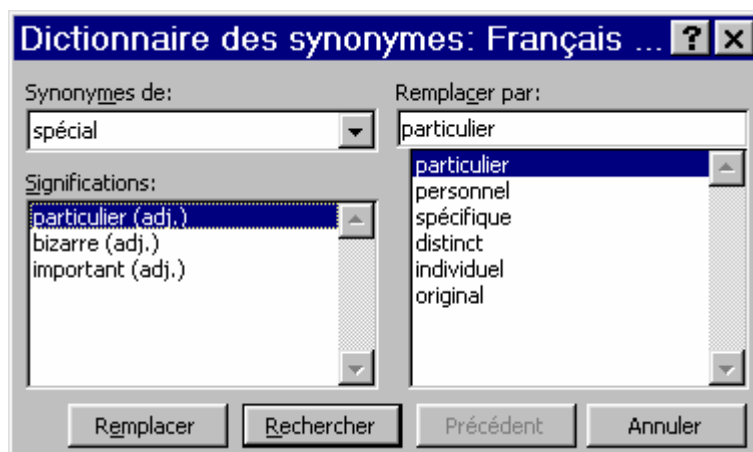 Dictionnaire des synonymes: Français ...
Synonymes de:
spécial
Significations:
particulier (adj.)
bizarre (adj.)
important (adj.)
Remplacer par:
particulier
particulier
personnel
spécifique
distinct
individuel
original
Remplacer
Rechercher
Précédent
Annuler